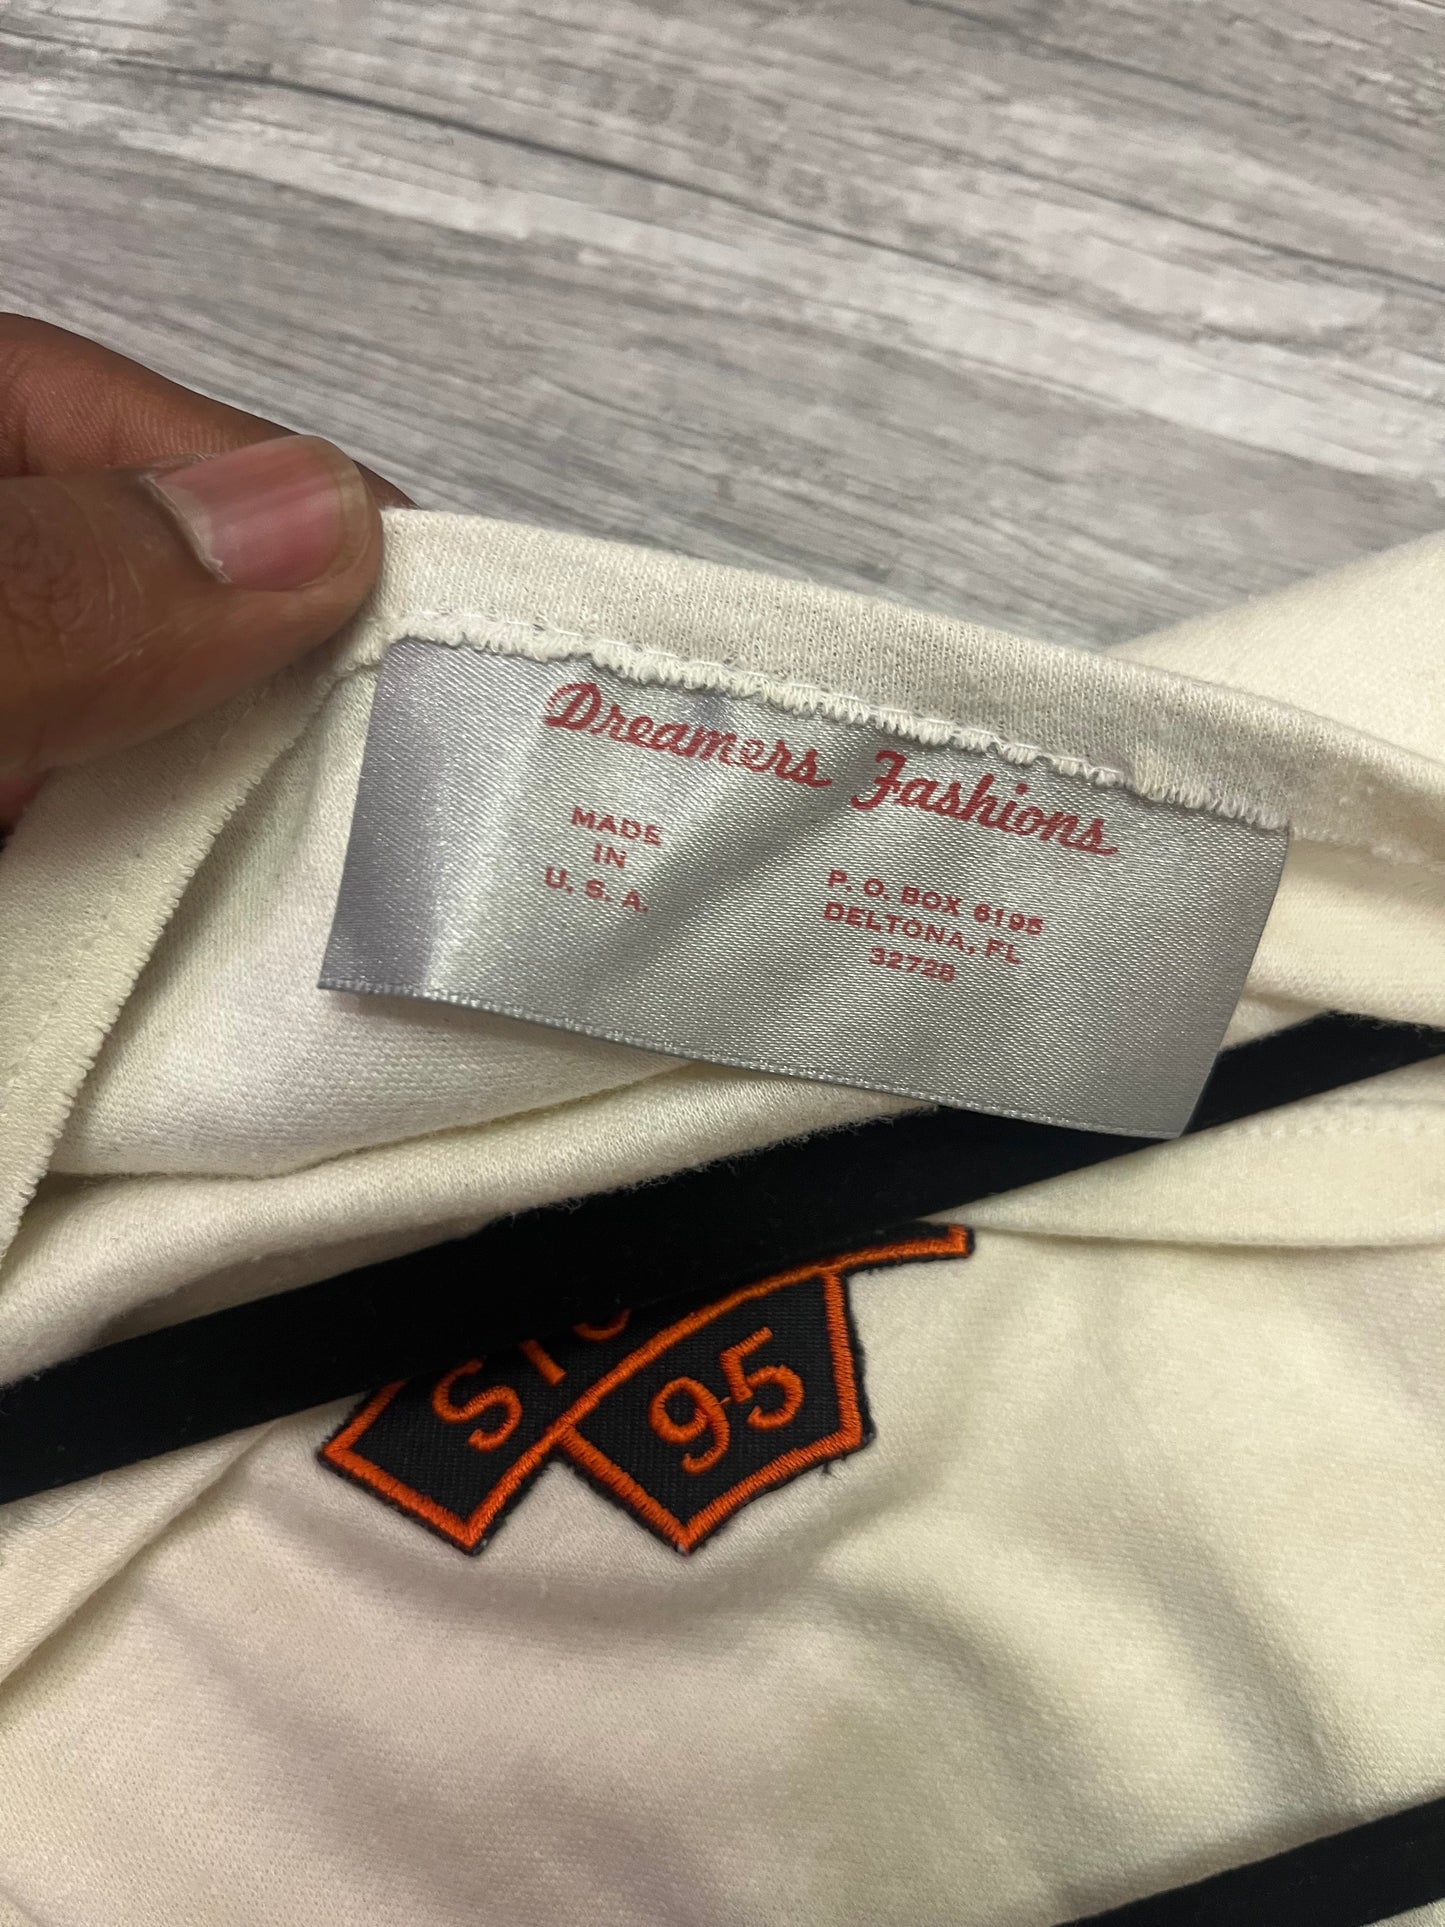 Dreamers Fashions
MADE
IN
U. S. A.
P. O. BOX 6195
DELTONA, FL
32728
95